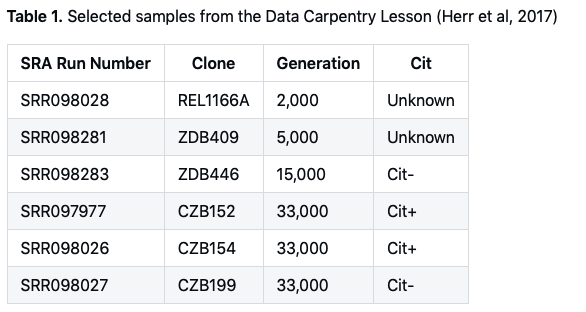 Table 1. Selected samples from the Data Carpentry Lesson (Herr et al, 2017)
SRA Run Number Clone Generation Cit
SRR098028 REL1166A 2,000 Unknown
SRR098281 ZDB409 5,000 Unknown
SRR098283 ZDB446 15,000 Cit-
SRR097977 CZB152 33,000 Cit+
SRR098026 CZB154 33,000 Cit+
SRR098027 CZB199 33,000 Cit-